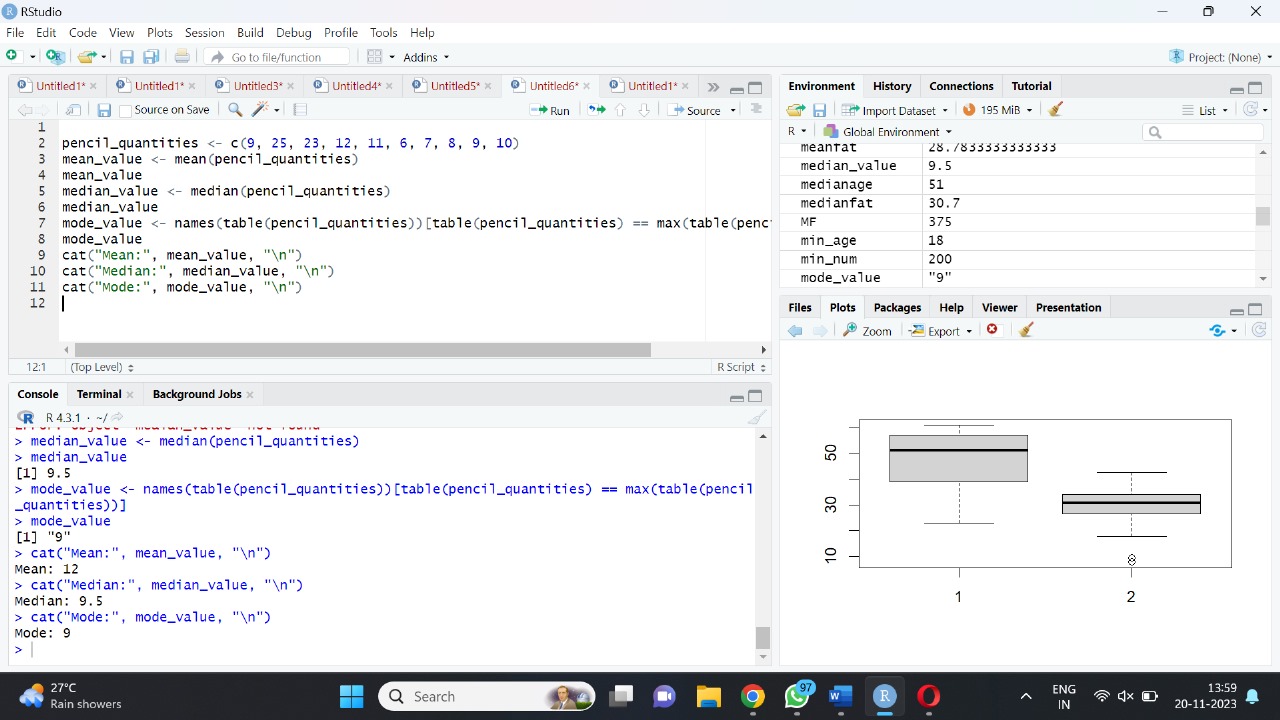 RStudio
File Edit Code View Plots Session Build Debug Profile Tools Help
Go to file/function Addins Project: (None)
Untitled1* Untitled1* Untitled3* Untitled4* Untitled5* Untitled6* Untitled1*
Source on Save Run Source
1
2 pencil_quantities <- c(9, 25, 23, 12, 11, 6, 7, 8, 9, 10)
3 mean_value <- mean(pencil_quantities)
4 mean_value
5 median_value <- median(pencil_quantities)
6 median_value
7 mode_value <- names(table(pencil_quantities))[table(pencil_quantities) == max(table(penc
8 mode_value
9 cat("Mean:", mean_value, "\n")
10 cat("Median:", median_value, "\n")
11 cat("Mode:", mode_value, "\n")
12
12:1 (Top Level) R Script
Console Terminal Background Jobs
R 4.3.1 · ~/
> median_value <- median(pencil_quantities)
> median_value
[1] 9.5
> mode_value <- names(table(pencil_quantities))[table(pencil_quantities) == max(table(pencil
_quantities))]
> mode_value
[1] "9"
> cat("Mean:", mean_value, "\n")
Mean: 12
> cat("Median:", median_value, "\n")
Median: 9.5
> cat("Mode:", mode_value, "\n")
Mode: 9
>
Environment History Connections Tutorial
Import Dataset 195 MiB List
R Global Environment
meanfat 28.7833333333333
median_value 9.5
medianage 51
medianfat 30.7
MF 375
min_age 18
min_num 200
mode_value "9"
Files Plots Packages Help Viewer Presentation
Zoom Export
50
30
10
1 2
27°C
Rain showers
Search
97
ENG
IN
13:59
20-11-2023